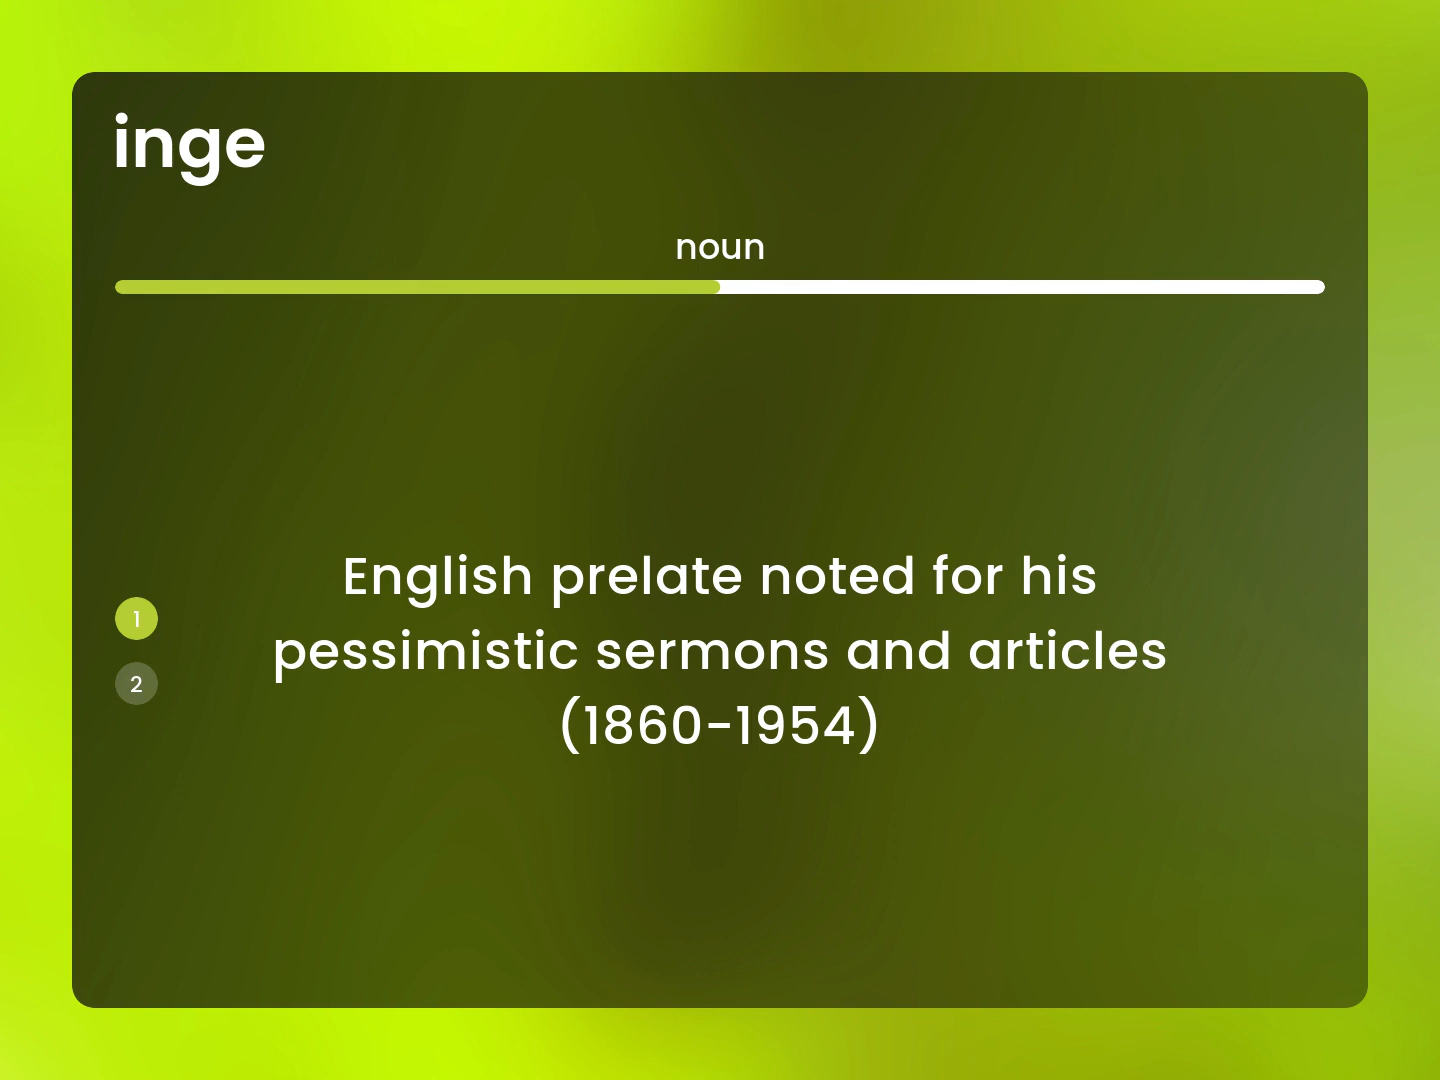 inge
noun
English prelate noted for his
1
pessimistic sermons and articles
2
(1860-1954)